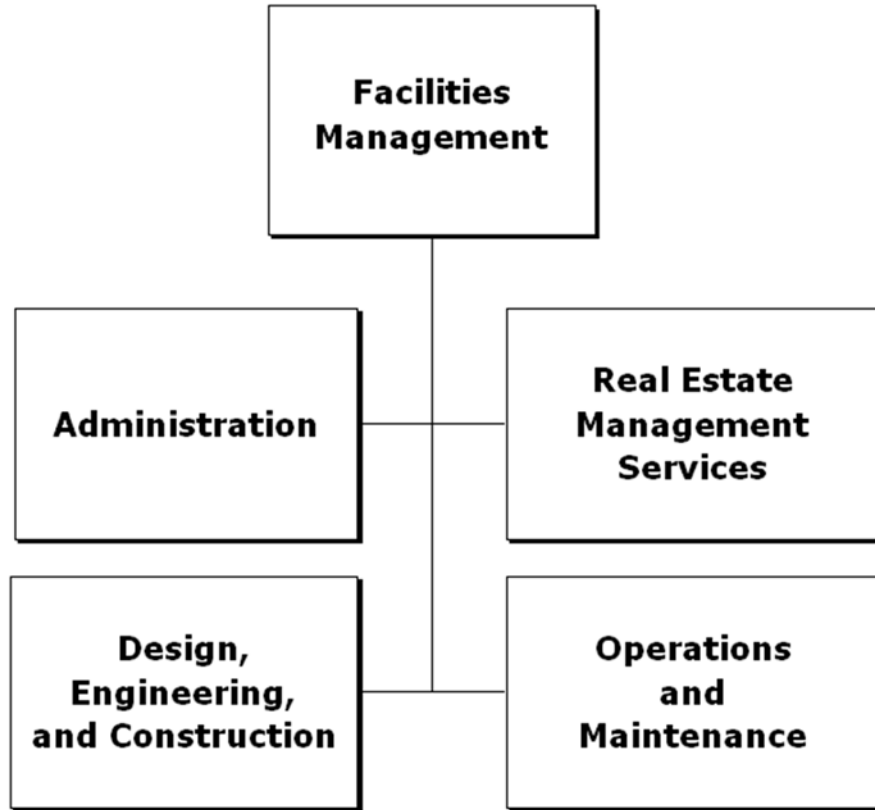 Facilities
Management
Administration
Real Estate
Management
Services
Design,
Engineering,
and Construction
Operations
and
Maintenance